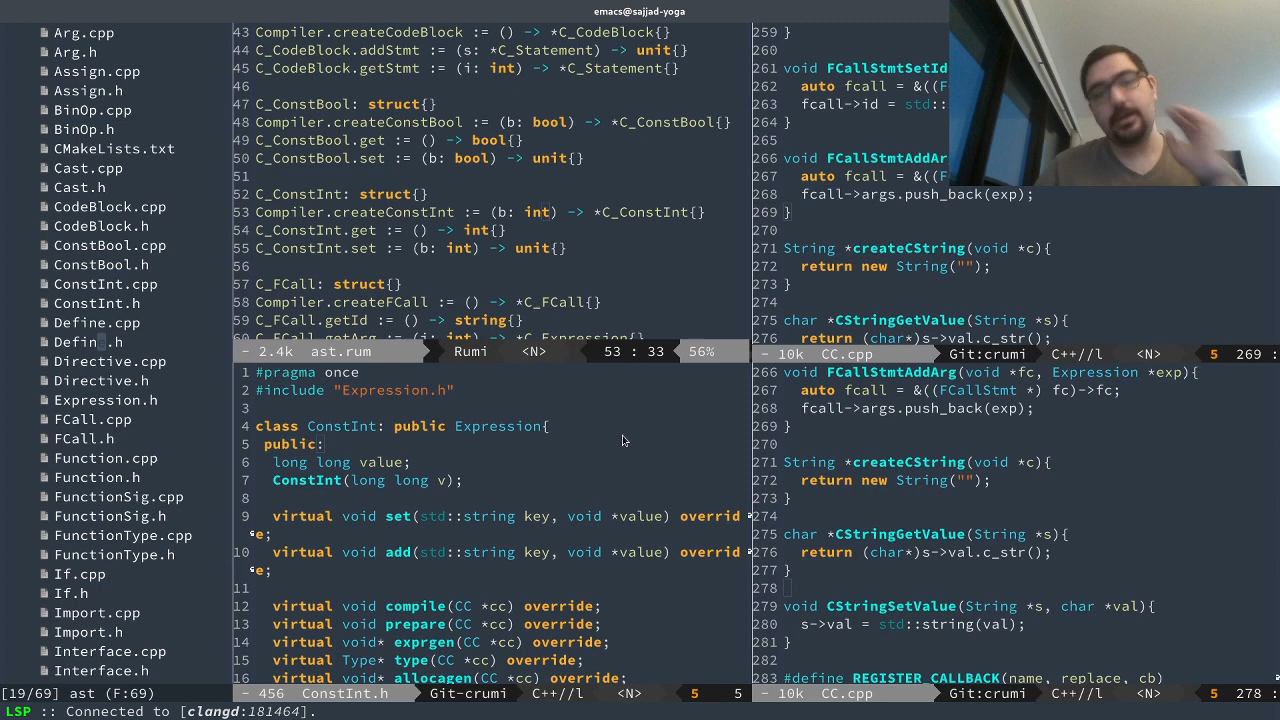 emacs@sajjad-yoga
Arg.cpp
Arg.h
Assign.cpp
Assign.h
BinOp.cpp
BinOp.h
CMakeLists.txt
Cast.cpp
Cast.h
CodeBlock.cpp
CodeBlock.h
ConstBool.cpp
ConstBool.h
ConstInt.cpp
ConstInt.h
Define.cpp
Define.h
Directive.cpp
Directive.h
Expression.h
FCall.cpp
FCall.h
Function.cpp
Function.h
FunctionSig.cpp
FunctionSig.h
FunctionType.cpp
FunctionType.h
If.cpp
If.h
Import.cpp
Import.h
Interface.cpp
Interface.h
[19/69] ast (F:69)
43 Compiler.createCodeBlock := () -> *C_CodeBlock{}
44 C_CodeBlock.addStmt := (s: *C_Statement) -> unit{}
45 C_CodeBlock.getStmt := (i: int) -> *C_Statement{}
46
47 C_ConstBool: struct{}
48 Compiler.createConstBool := (b: bool) -> *C_ConstBool{}
49 C_ConstBool.get := () -> bool{}
50 C_ConstBool.set := (b: bool) -> unit{}
51
52 C_ConstInt: struct{}
53 Compiler.createConstInt := (b: int) -> *C_ConstInt{}
54 C_ConstInt.get := () -> int{}
55 C_ConstInt.set := (b: int) -> unit{}
56
57 C_FCall: struct{}
58 Compiler.createFCall := () -> *C_FCall{}
59 C_FCall.getId := () -> string{}
60 C_FCall.getArg := (i: int) -> *C_Expression{}
- 2.4k ast.rum Rumi <N> 53 : 33 56%
1 #pragma once
2 #include "Expression.h"
3
4 class ConstInt: public Expression{
5 public:
6 long long value;
7 ConstInt(long long v);
8
9 virtual void set(std::string key, void *value) overrid
e;
10 virtual void add(std::string key, void *value) overrid
e;
11
12 virtual void compile(CC *cc) override;
13 virtual void prepare(CC *cc) override;
14 virtual void* exprgen(CC *cc) override;
15 virtual Type* type(CC *cc) override;
16 virtual void* allocagen(CC *cc) override;
- 456 ConstInt.h Git-crumi C++//l <N> 5 5
259 }
260
261 void FCallStmtSetId
262 auto fcall = &((F
263 fcall->id = std::
264 }
265
266 void FCallStmtAddAr
267 auto fcall = &((F
268 fcall->args.push_back(exp);
269 }
270
271 String *createCString(void *c){
272 return new String("");
273 }
274
275 char *CStringGetValue(String *s){
276 return (char*)s->val.c_str();
- 10k CC.cpp Git:crumi C++//l <N> 5 269 :
266 void FCallStmtAddArg(void *fc, Expression *exp){
267 auto fcall = &((FCallStmt *) fc)->fc;
268 fcall->args.push_back(exp);
269 }
270
271 String *createCString(void *c){
272 return new String("");
273 }
274
275 char *CStringGetValue(String *s){
276 return (char*)s->val.c_str();
277 }
278
279 void CStringSetValue(String *s, char *val){
280 s->val = std::string(val);
281 }
282
283 #define REGISTER_CALLBACK(name, replace, cb)
- 10k CC.cpp Git:crumi C++//l <N> 5 278 :
LSP :: Connected to [clangd:181464].